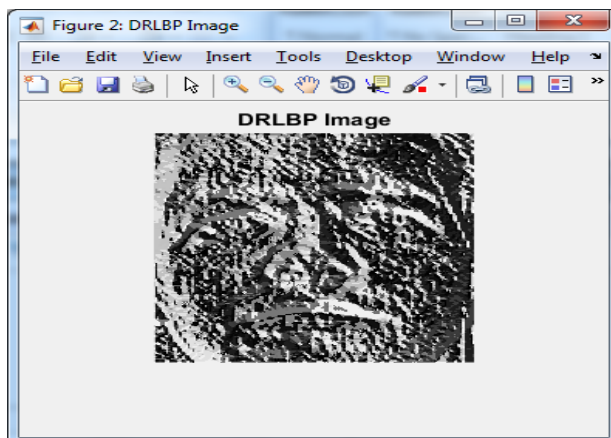 Figure 2: DRLBP Image
File Edit View Insert Tools Desktop Window Help
DRLBP Image